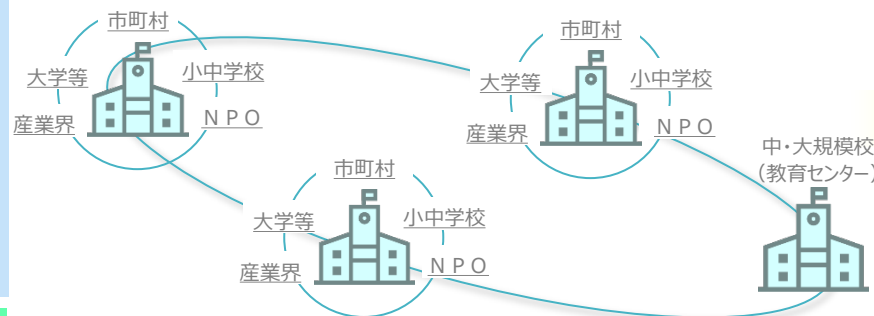 市町村
大学等
小中学校
産業界
ＮＰＯ
市町村
大学等
小中学校
産業界
ＮＰＯ
市町村
大学等
小中学校
産業界
ＮＰＯ
中・大規模校
（教育センター）